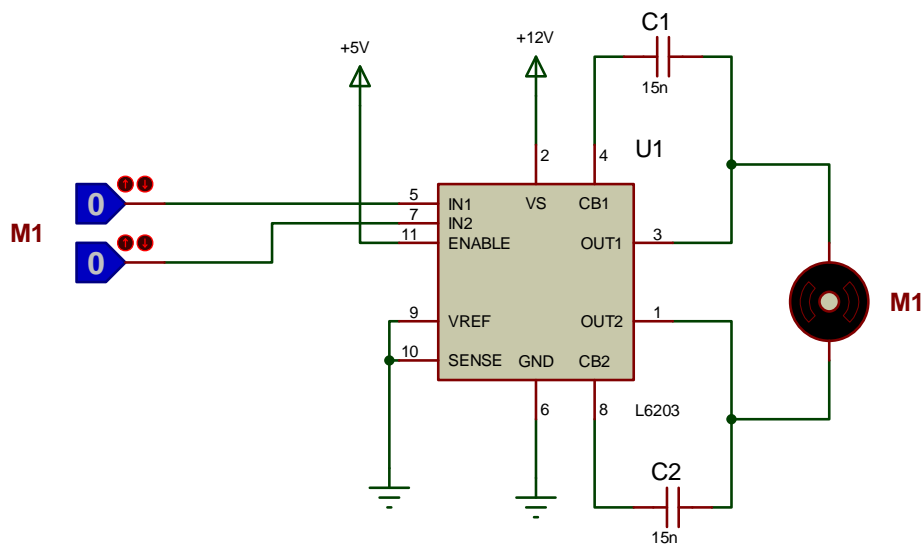 C1
+5V
+12V
15n
2
4
U1
0
5
IN1
VS
CB1
7
IN2
M1
11
ENABLE
OUT1
3
0
M1
9
VREF
OUT2
1
10
SENSE
GND
CB2
6
8
L6203
C2
15n